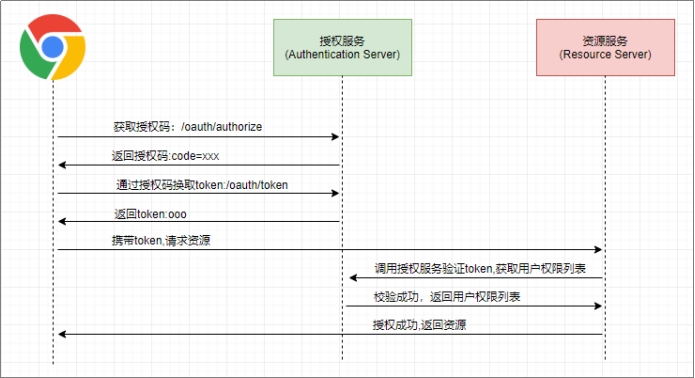 授权服务
(Authentication Server)
资源服务
(Resource Server)
获取授权码：/oauth/authorize
返回授权码:code=xxx
通过授权码换取token:/oauth/token
返回token:ooo
携带token,请求资源
调用授权服务验证token,获取用户权限列表
校验成功，返回用户权限列表
授权成功,返回资源